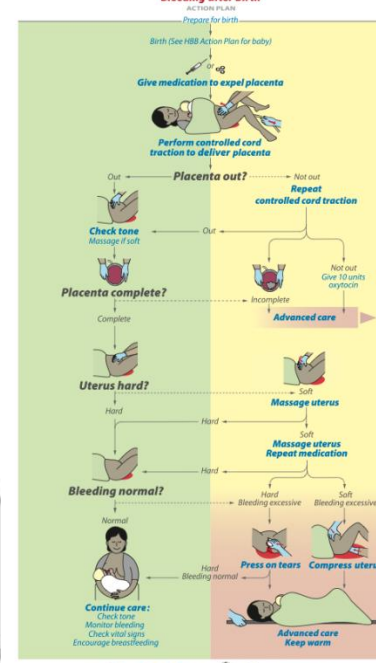 Bleeding after Birth
ACTION PLAN
Prepare for birth
Birth (See HBB Action Plan for baby)
or
Give medication to expel placenta
Perform controlled cord
traction to deliver placenta
Out
Placenta out?
Not out
Repeat
controlled cord traction
Out
Check tone
Massage if soft
Not out
Give 10 units
oxytocin
Placenta complete?
Incomplete
Complete
Advanced care
Uterus hard?
Soft
Massage uterus
Hard
Hard
Soft
Massage uterus
Repeat medication
Hard
Bleeding normal?
Hard
Bleeding excessive
Soft
Bleeding excessive
Normal
Press on tears
Compress uterus
Hard
Bleeding normal
Continue care:
Check tone
Monitor bleeding
Check vital signs
Encourage breastfeeding
Advanced care
Keep warm